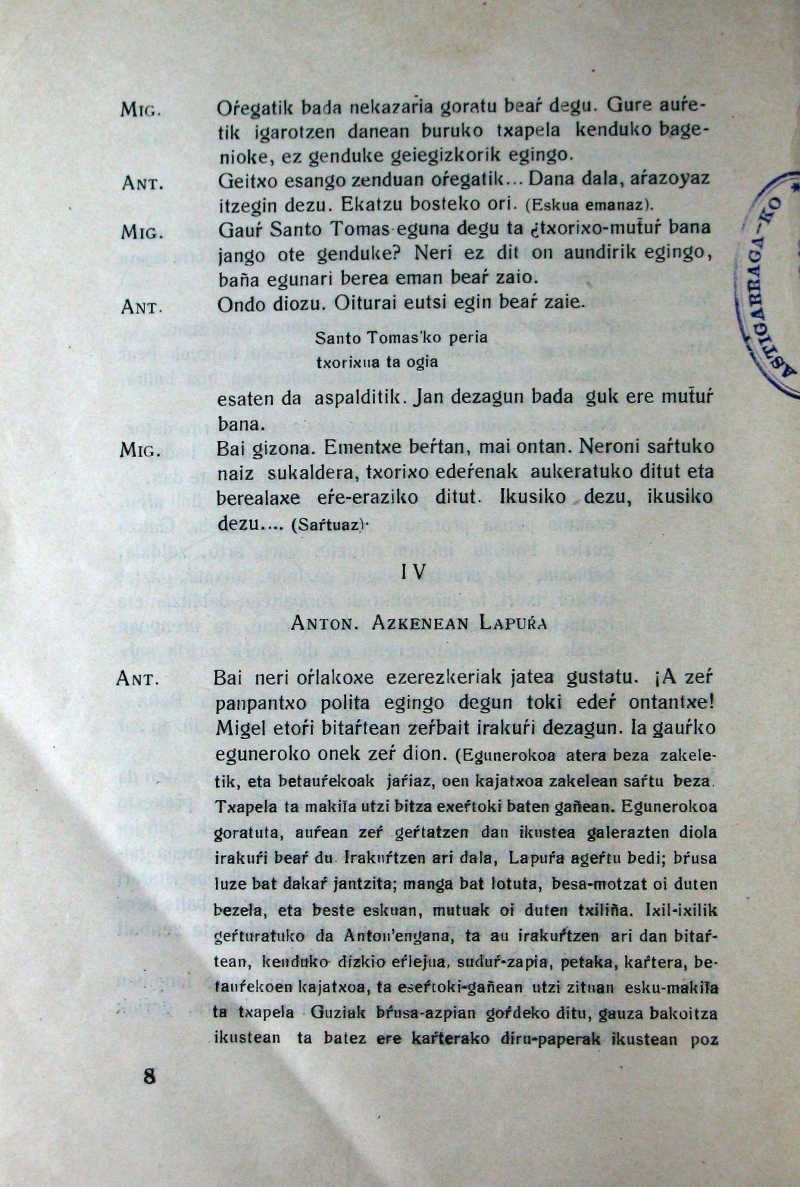 MIG. Oŕegatik bada nekazaŕia goratu beaŕ degu. Gure auŕe-
tik igarotzen danean buruko txapela kenduko bage-
nioke, ez genduke geiegizkorik egingo.
ANT. Geitxo esango zenduan oŕegatik... Dana dala, aŕazoyaz
itzegin dezu. Ekatzu bosteko ori. (Eskua emanaz).
MIG. Gauŕ Santo Tomas eguna degu ta ¿txorixo-mut̄uŕ bana
jango ote genduke? Neri ez dit on aundirik egingo,
baña egunari berea eman beaŕ zaio.
ANT. Ondo diozu. Oiturai eutsi egin beaŕ zaie.
Santo Tomas'ko peria
txorixua ta ogia
esaten da aspalditik. Jan dezagun bada guk ere mut̄uŕ
bana.
MIG. Bai gizona. Ementxe beŕtan, mai ontan. Neroni saŕtuko
naiz sukaldera, txorixo edeŕenak aukeratuko ditut eta
berealaxe eŕe-eraziko ditut. Ikusiko dezu, ikusiko
dezu.... (Saŕtuaz).
IV
ANTON. AZKENEAN LAPUŔA
ANT. Bai neri oŕlakoxe ezerezkeriak jatea gustatu. ¡A zeŕ
panpantxo polita egingo degun toki edeŕ ontantxe!
Migel etoŕi bitaŕtean zeŕbait irakuŕi dezagun. Ia gauŕko
eguneroko onek zeŕ dion. (Egunerokoa atera beza zakele-
tik, eta betauŕekoak jaŕiaz, oen kajatxoa zakelean saŕtu beza.
Txapela ta makil̄a utzi bitza exeŕtoki baten gañean. Egunerokoa
goratuta, auŕean zeŕ geŕtatzen dan ikustea galerazten diola
irakuŕi beaŕ du. Irakuŕtzen ari dala, Lapuŕa ageŕtu bedi; bŕusa
luze bat dakaŕ jantzita; manga bat lotuta, besa-motzat oi duten
bezela, eta beste eskuan, mutuak oi duten txiliña. Ixil-ixilik
geŕturatuko da Anton'engana, ta au irakuŕtzen ari dan bitaŕ-
tean, kenduko dizkio eŕlejua, suduŕ-zapia, petaka, kaŕtera, be-
tauŕekoen kajatxoa, ta eseŕtoki-gañean utzi zituan esku-makil̄a
ta txapela Guziak bŕusa-azpian goŕdeko ditu, gauza bakoitza
ikustean ta batez ere kaŕterako diru-paperak ikustean poz
8
ASTIGARRAGA-KO